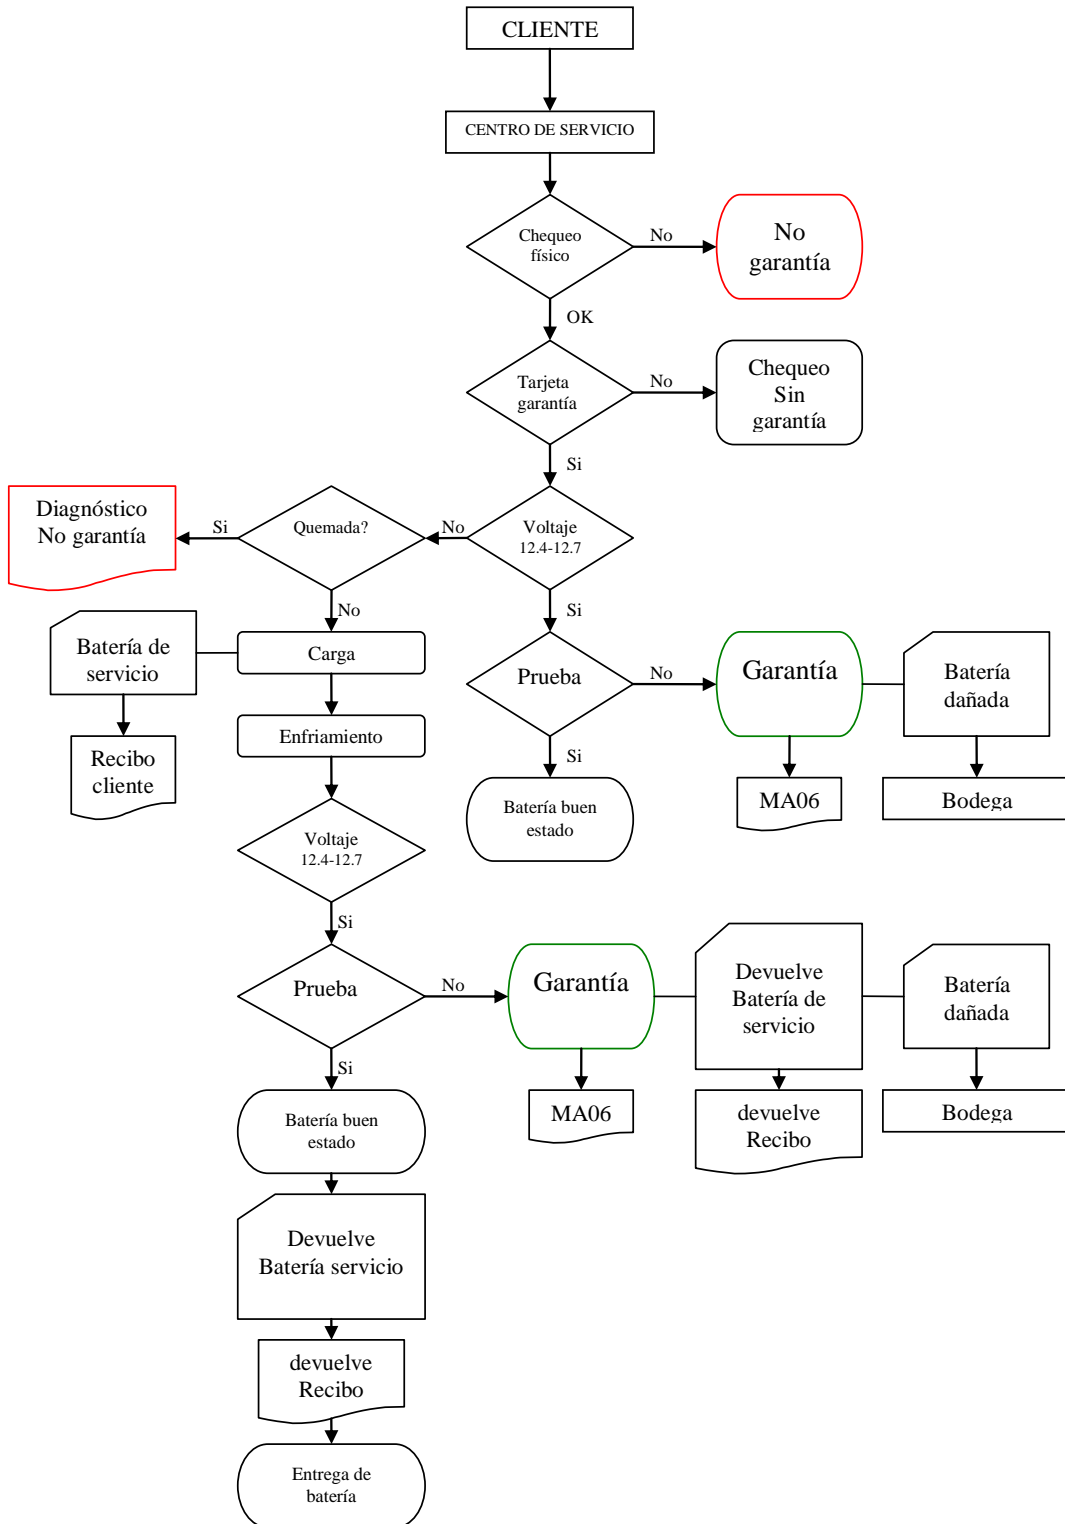 CLIENTE
CENTRO DE SERVICIO
Chequeo
físico
No
No
garantía
OK
Tarjeta
garantía
No
Chequeo
Sin
garantía
Si
Diagnóstico
No garantía
Si
Quemada?
No
Voltaje
12.4-12.7
No
Si
Batería de
servicio
Carga
Prueba
No
Garantía
Batería
dañada
Recibo
cliente
Enfriamiento
Si
Batería buen
estado
MA06
Bodega
Voltaje
12.4-12.7
Si
Prueba
No
Garantía
Devuelve
Batería de
servicio
Batería
dañada
Si
Batería buen
estado
MA06
devuelve
Recibo
Bodega
Devuelve
Batería servicio
devuelve
Recibo
Entrega de
batería